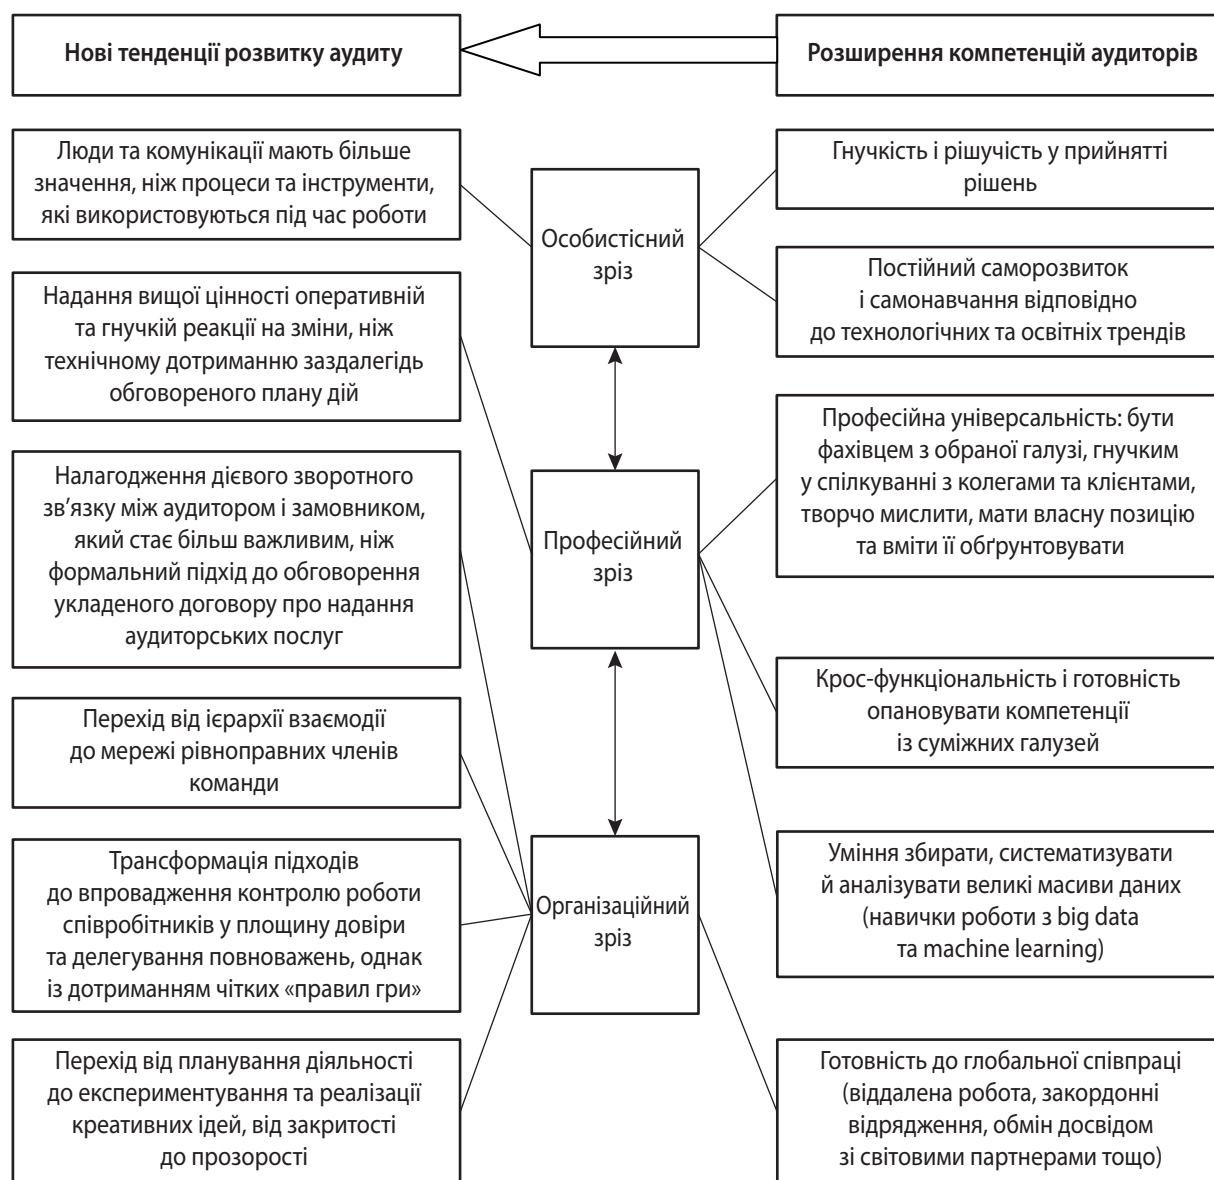 Нові тенденції розвитку аудиту
Розширення компетенцій аудиторів
Люди та комунікації мають більше
значення, ніж процеси та інструменти,
які використовуються під час роботи
Надання вищої цінності оперативній
та гнучкій реакції на зміни, ніж
технічному дотриманню заздалегідь
обговореного плану дій
Налагодження дієвого зворотного
зв’язку між аудитором і замовником,
який стає більш важливим, ніж
формальний підхід до обговорення
укладеного договору про надання
аудиторських послуг
Перехід від ієрархії взаємодії
до мережі рівноправних членів
команди
Трансформація підходів
до впровадження контролю роботи
співробітників у площину довіри
та делегування повноважень, однак
із дотриманням чітких «правил гри»
Перехід від планування діяльності
до експериментування та реалізації
креативних ідей, від закритості
до прозорості
Особистісний
зріз
Професійний
зріз
Організаційний
зріз
Гнучкість і рішучість у прийнятті
рішень
Постійний саморозвиток
і самонавчання відповідно
до технологічних та освітніх трендів
Професійна універсальність: бути
фахівцем з обраної галузі, гнучким
у спілкуванні з колегами та клієнтами,
творчо мислити, мати власну позицію
та вміти її обґрунтовувати
Крос-функціональність і готовність
опановувати компетенції
із суміжних галузей
Уміння збирати, систематизувати
й аналізувати великі масиви даних
(навички роботи з big data
та machine learning)
Готовність до глобальної співпраці
(віддалена робота, закордонні
відрядження, обмін досвідом
зі світовими партнерами тощо)